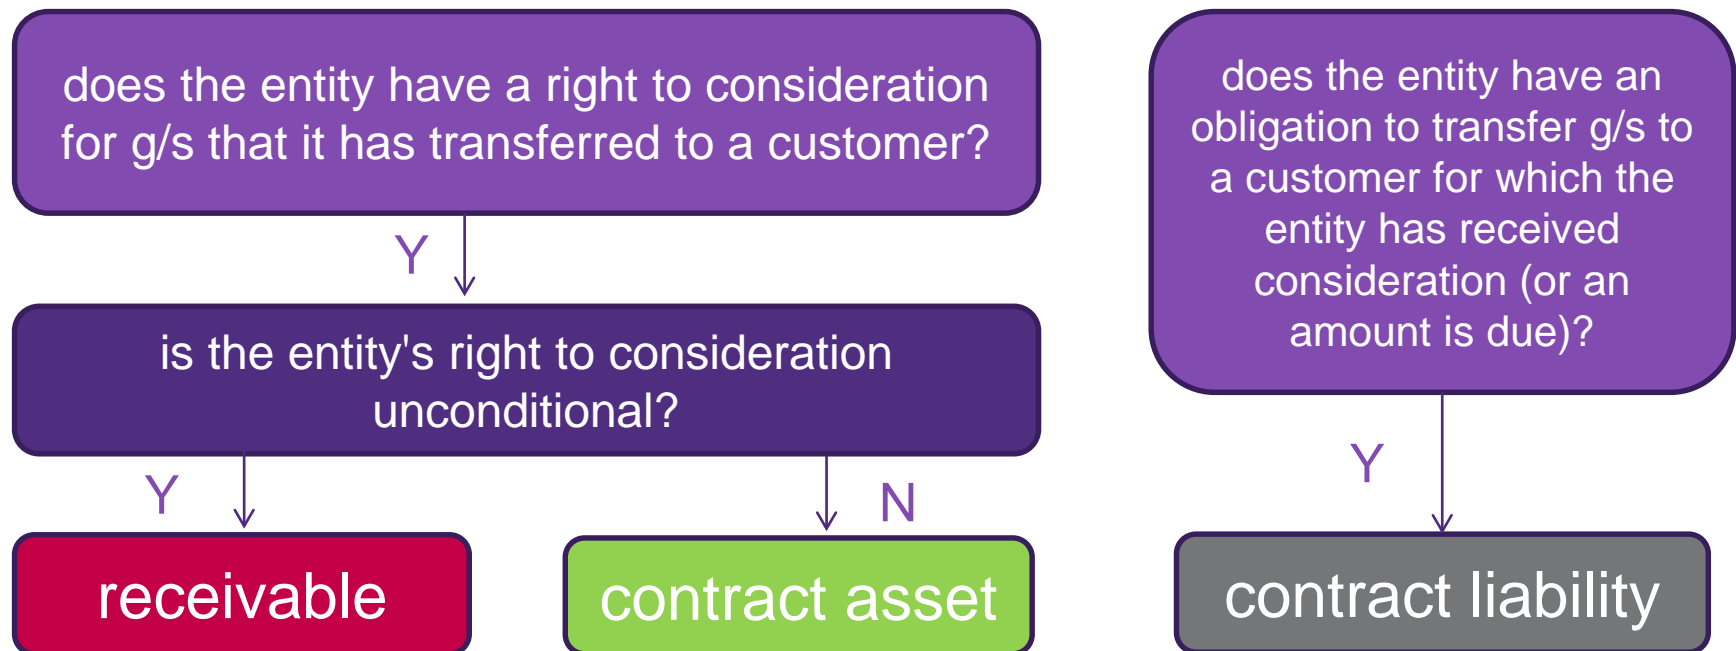 does the entity have a right to consideration
for g/s that it has transferred to a customer?
Y
is the entity's right to consideration
unconditional?
Y
N
receivable
contract asset
does the entity have an
obligation to transfer g/s to
a customer for which the
entity has received
consideration (or an
amount is due)?
Y
contract liability